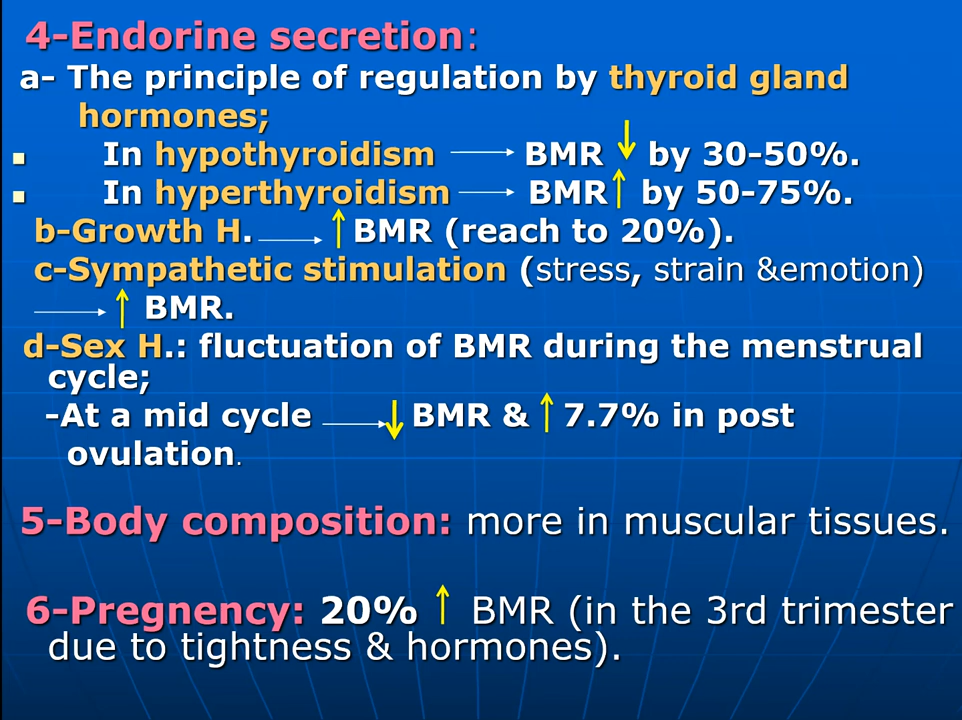 4-Endorine secretion:
a- The principle of regulation by thyroid gland
hormones;
▪ In hypothyroidism ⟶ BMR ↓ by 30-50%.
▪ In hyperthyroidism ⟶ BMR ↑ by 50-75%.
b-Growth H. ⟶ ↑ BMR (reach to 20%).
c-Sympathetic stimulation (stress, strain &emotion)
⟶ ↑ BMR.
d-Sex H.: fluctuation of BMR during the menstrual
cycle;
-At a mid cycle ⟶ ↓ BMR & ↑ 7.7% in post
ovulation.
5-Body composition: more in muscular tissues.
6-Pregnency: 20% ↑ BMR (in the 3rd trimester
due to tightness & hormones).